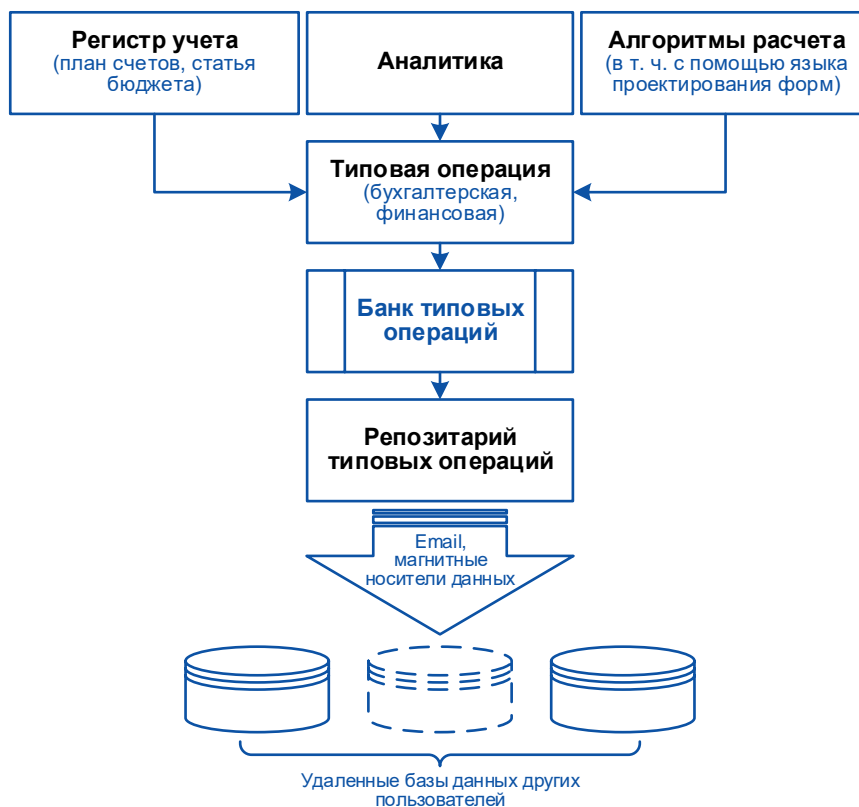 Регистр учета
(план счетов, статья
бюджета)
Аналитика
Алгоритмы расчета
(в т. ч. с помощью языка
проектирования форм)
Типовая операция
(бухгалтерская,
финансовая)
Банк типовых
операций
Репозитарий
типовых операций
Email,
магнитные
носители данных
Удаленные базы данных других
пользователей